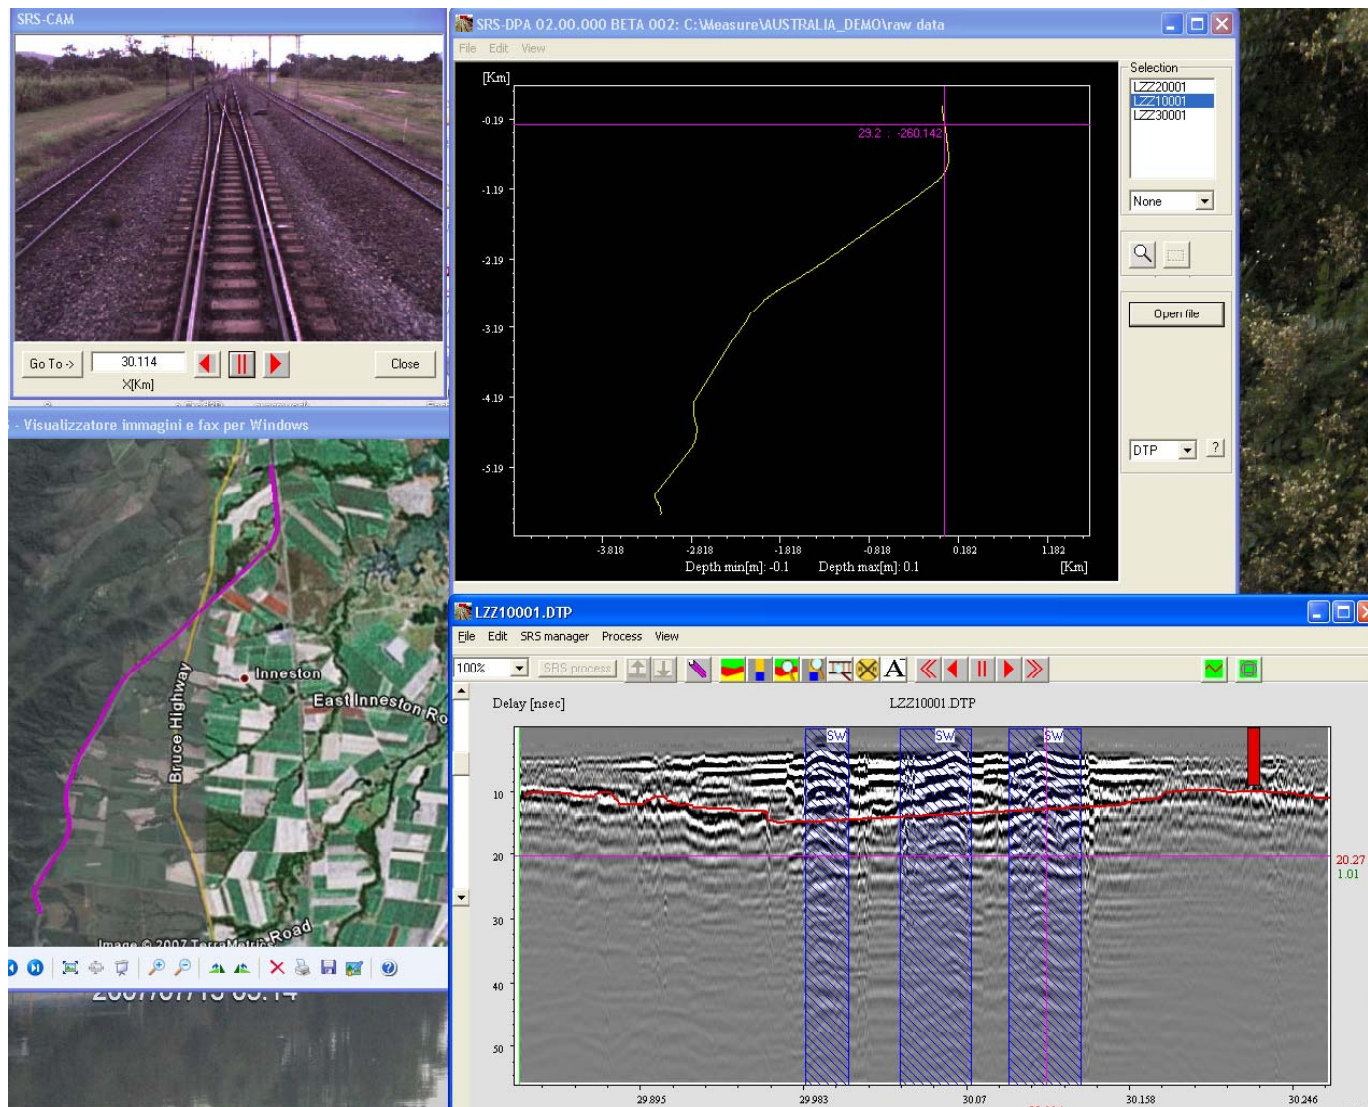 SRS-CAM
Go To ->
30.114
Close
X[Km]
SRS-DPA 02.00.000 BETA 002: C:\Measure\AUSTRALIA_DEMO\raw data
File Edit View
[Km]
-0.19
29.2 : -260.142
-1.19
-2.19
-3.19
-4.19
-5.19
-3.818 -2.818 -1.818 -0.818 0.182 1.182
Depth min[m]: -0.1 Depth max[m]: 0.1 [Km]
Selection
LZZ20001
LZZ10001
LZZ30001
None
Open file
DTP
?
- Visualizzatore immagini e fax per Windows
Inneston
East Inneston
Bruce Highway
Road
Image © 2007 TerraMetrics
LZZ10001.DTP
File Edit SRS manager Process View
100%
SRS process
A
Delay [nsec] LZZ10001.DTP
SW SW SW
10
20
30
40
50
20.27
1.01
29.895 29.983 30.07 30.158 30.246